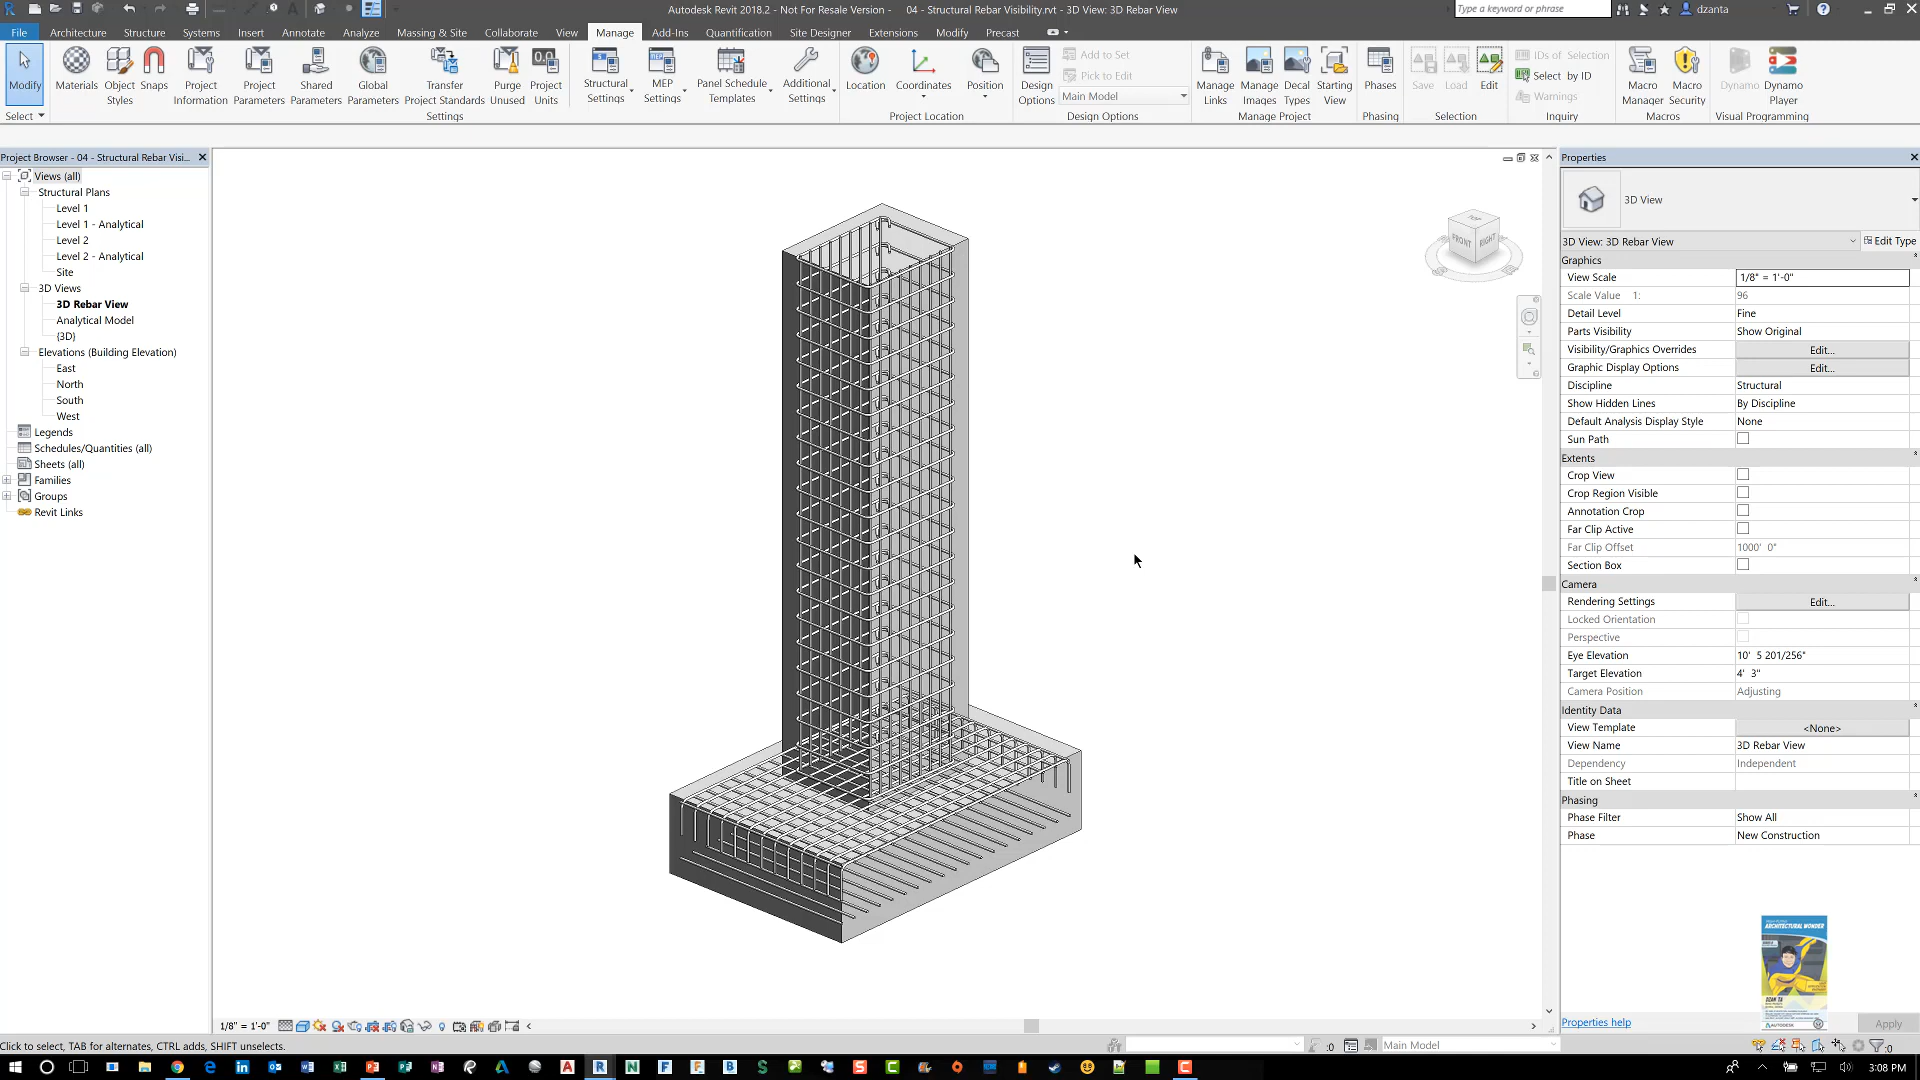 Autodesk Revit 2018.2 - Not For Resale Version - 04 - Structural Rebar Visibility.rvt - 3D View: 3D Rebar View
Type a keyword or phrase
dzanta
File Architecture Structure Systems Insert Annotate Analyze Massing & Site Collaborate View Manage Add-Ins Quantification Site Designer Extensions Modify Precast
Modify
Materials
Object Styles
Snaps
Project Information
Project Parameters
Shared Parameters
Global Parameters
Transfer Project Standards
Purge Unused
Project Units
Structural Settings
MEP Settings
Panel Schedule Templates
Additional Settings
Location
Coordinates
Position
Design Options
Add to Set
Pick to Edit
Main Model
Manage Links
Manage Images
Decal Types
Starting View
Phases
Save
Load
Edit
IDs of Selection
Select by ID
Warnings
Macro Manager
Macro Security
Dynamo
Dynamo Player
Select Settings Project Location Design Options Manage Project Phasing Selection Inquiry Macros Visual Programming
Project Browser - 04 - Structural Rebar Visi...
Views (all)
Structural Plans
Level 1
Level 1 - Analytical
Level 2
Level 2 - Analytical
Site
3D Views
3D Rebar View
Analytical Model
{3D}
Elevations (Building Elevation)
East
North
South
West
Legends
Schedules/Quantities (all)
Sheets (all)
Families
Groups
Revit Links
TOP
FRONT
RIGHT
Properties
3D View
3D View: 3D Rebar View Edit Type
Graphics
View Scale 1/8" = 1'-0"
Scale Value 1: 96
Detail Level Fine
Parts Visibility Show Original
Visibility/Graphics Overrides Edit...
Graphic Display Options Edit...
Discipline Structural
Show Hidden Lines By Discipline
Default Analysis Display Style None
Sun Path
Extents
Crop View
Crop Region Visible
Annotation Crop
Far Clip Active
Far Clip Offset 1000' 0"
Section Box
Camera
Rendering Settings Edit...
Locked Orientation
Perspective
Eye Elevation 10' 5 201/256"
Target Elevation 4' 3"
Camera Position Adjusting
Identity Data
View Template <None>
View Name 3D Rebar View
Dependency Independent
Title on Sheet
Phasing
Phase Filter Show All
Phase New Construction
ARCHITECTURAL WONDER
AUTODESK
Properties help Apply
1/8" = 1'-0"
Click to select, TAB for alternates, CTRL adds, SHIFT unselects.
:0
Main Model
:0
3:08 PM